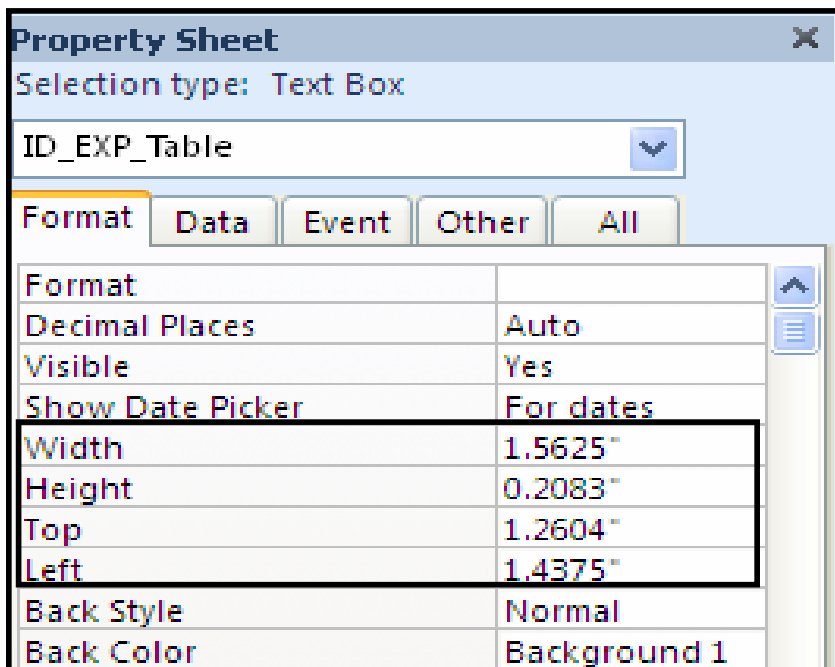 Property Sheet
Selection type: Text Box
ID_EXP_Table
Format Data Event Other All
Format
Decimal Places Auto
Visible Yes
Show Date Picker For dates
Width 1.5625"
Height 0.2083"
Top 1.2604"
Left 1.4375"
Back Style Normal
Back Color Background 1